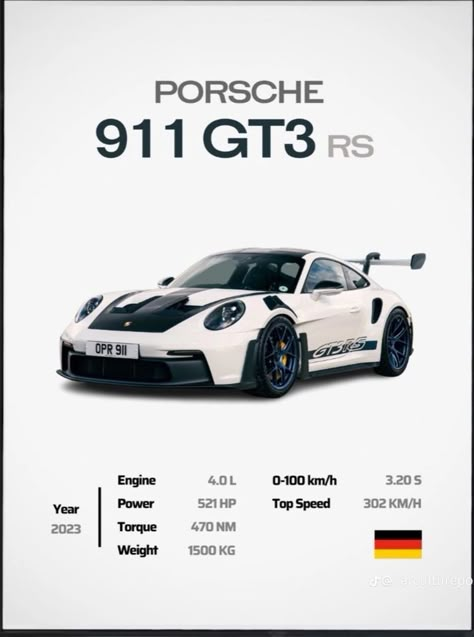 PORSCHE
911 GT3 RS
OPR 911
GT3 RS
Engine 4.0 L
Power 521 HP
Torque 470 NM
Weight 1500 KG
Year
2023
0-100 km/h 3.20 S
Top Speed 302 KM/H